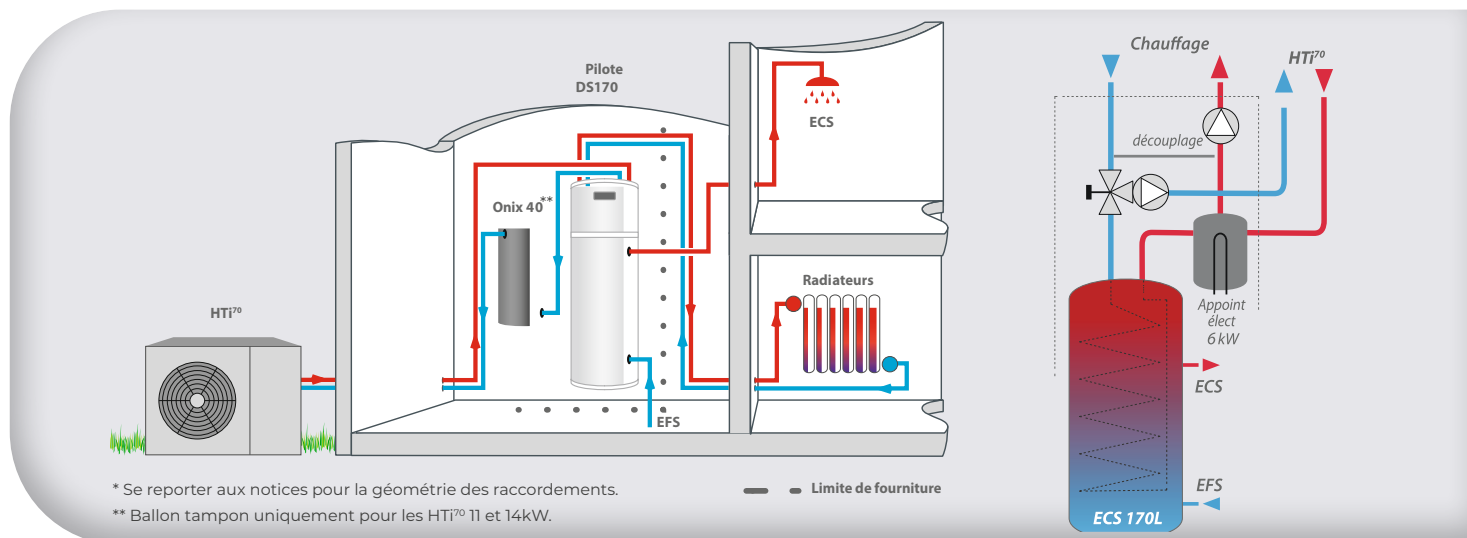 Pilote
DS170
ECS
Onix 40**
Radiateurs
HTi⁷⁰
EFS
* Se reporter aux notices pour la géométrie des raccordements.
** Ballon tampon uniquement pour les HTi⁷⁰ 11 et 14kW.
Limite de fourniture
Chauffage
HTi⁷⁰
découplage
Appoint
élect
6 kW
ECS
EFS
ECS 170L